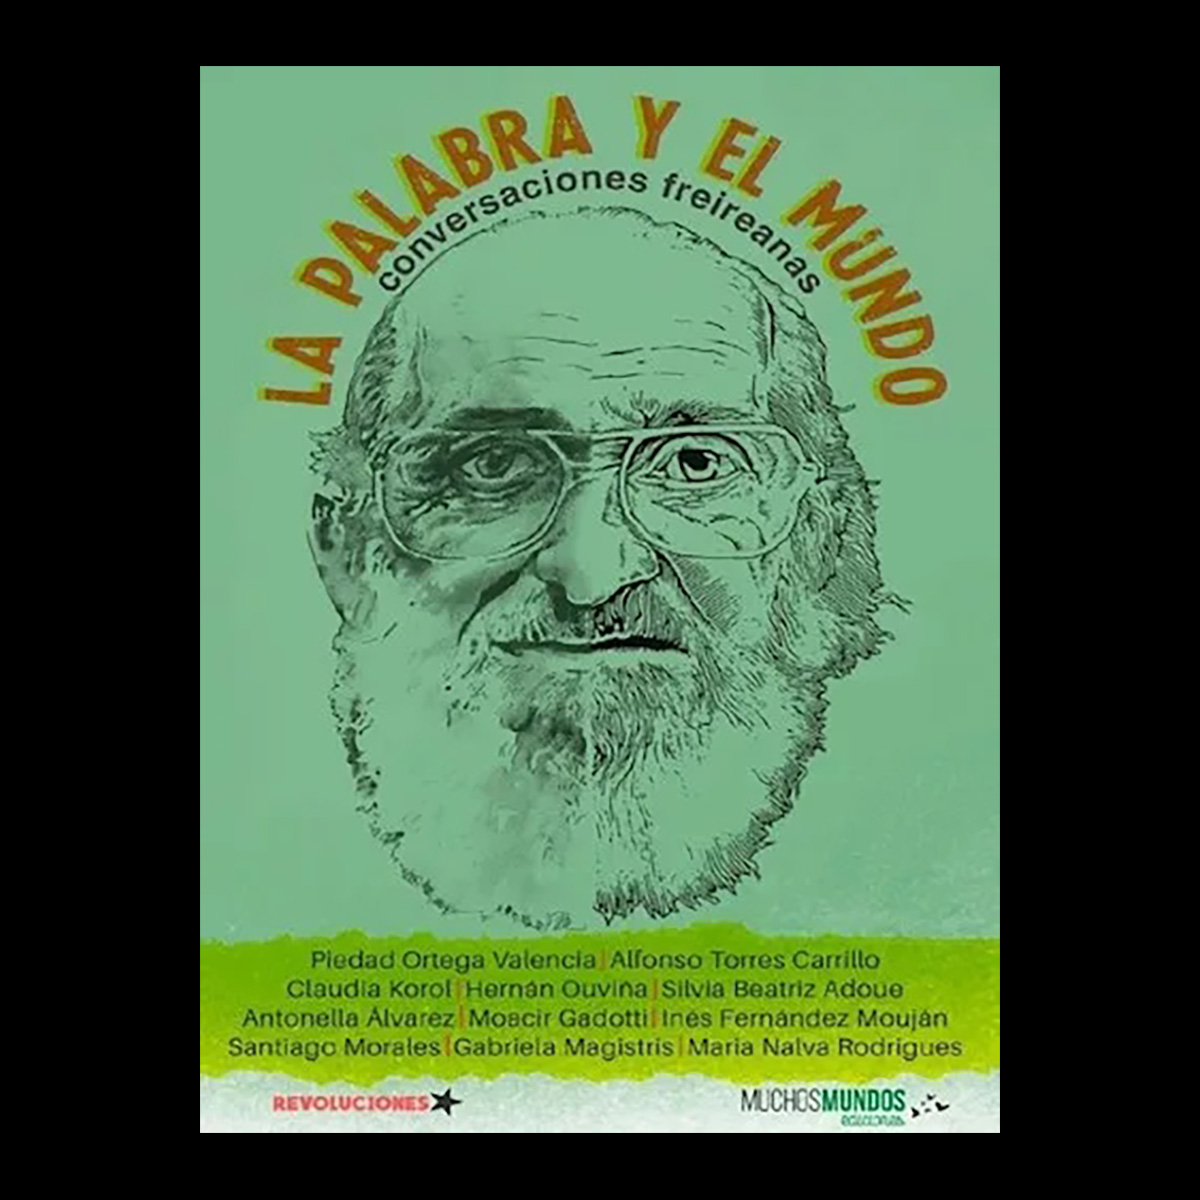 LA PALABRA Y EL MUNDO
conversaciones freireanas
Piedad Ortega Valencia|Alfonso Torres Carrillo
Claudia Korol|Hernán Ouviña|Silvia Beatriz Adoue
Antonella Álvarez|Moacir Gadotti|Inés Fernández Mouján
Santiago Morales|Gabriela Magistris|Maria Nalva Rodrigues
REVOLUCIONES
MUCHOSMUNDOS
ediciones